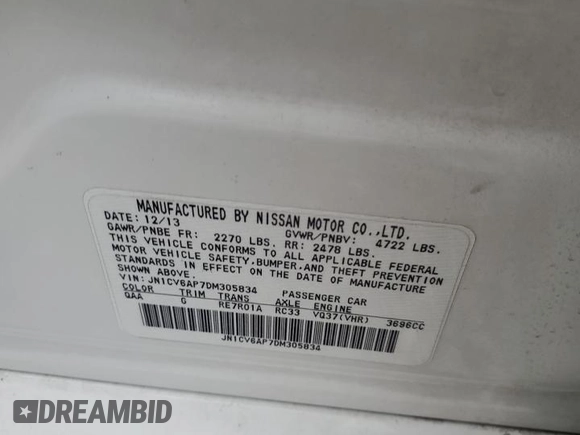 MANUFACTURED BY NISSAN MOTOR CO.,LTD.
DATE: 12/13 GVWR/PNBV: 4722 LBS.
GAWR/PNBE FR: 2270 LBS. RR: 2478 LBS.
THIS VEHICLE CONFORMS TO ALL APPLICABLE FEDERAL
MOTOR VEHICLE SAFETY,BUMPER,AND THEFT PREVENTION
STANDARDS IN EFFECT ON THE DATE OF MANUFACTURE
SHOWN ABOVE.
VIN: JN1CV6AP7DM305834 PASSENGER CAR
COLOR TRIM TRANS AXLE ENGINE
QAA G RE7R01A RC33 VQ37(VHR) 3696CC
JN1CV6AP7DM305834
DREAMBID